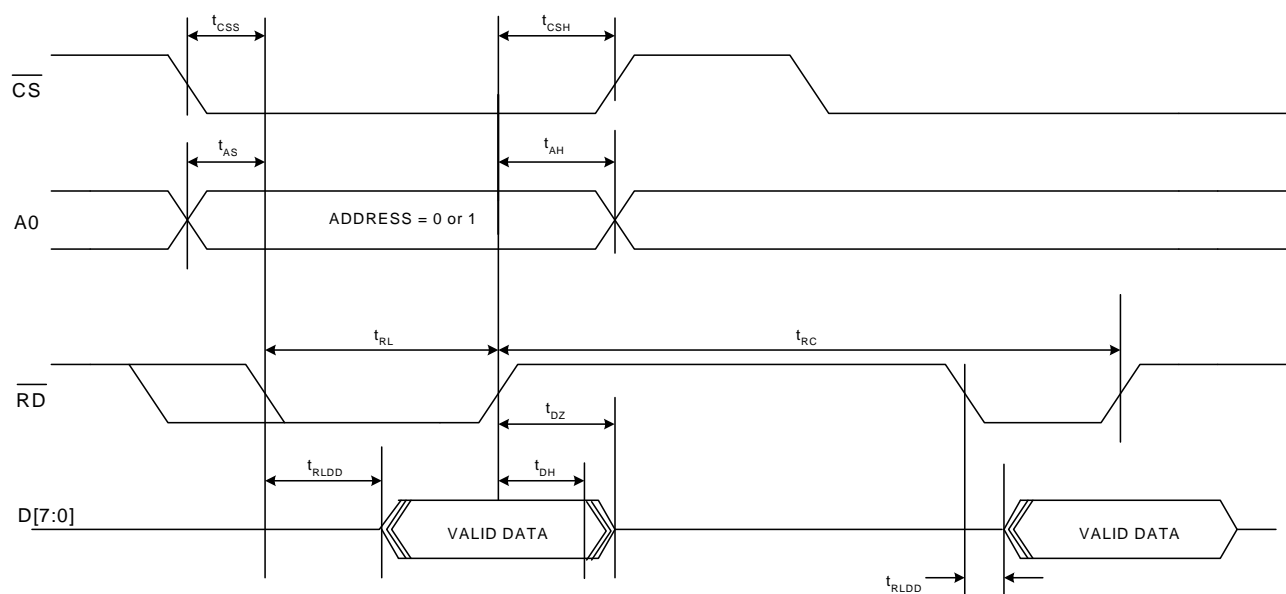 tCSS
tCSH
CS
tAS
tAH
A0
ADDRESS = 0 or 1
tRL
tRC
RD
tDZ
tRLDD
tDH
D[7:0]
VALID DATA
VALID DATA
tRLDD